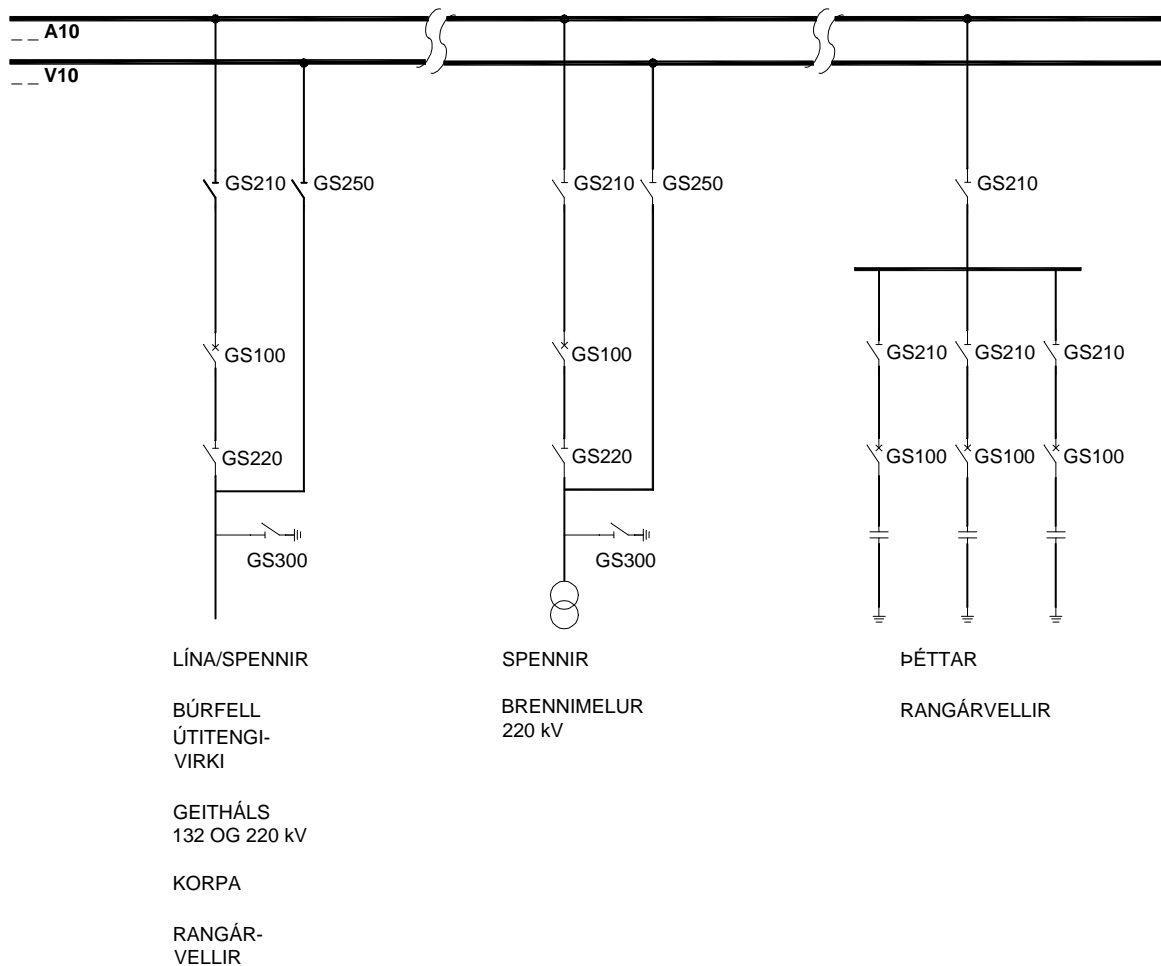 _ _ A10
_ _ V10
GS210 GS250 GS210 GS250 GS210
GS100 GS100 GS210 GS210 GS210
GS220 GS220 GS100 GS100 GS100
GS300 GS300
LÍNA/SPENNIR
BÚRFELL
ÚTITENGI-
VIRKI
GEITHÁLS
132 OG 220 kV
KORPA
RANGÁR-
VELLIR
SPENNIR
BRENNIMELUR
220 kV
ÞÉTTAR
RANGÁRVELLIR